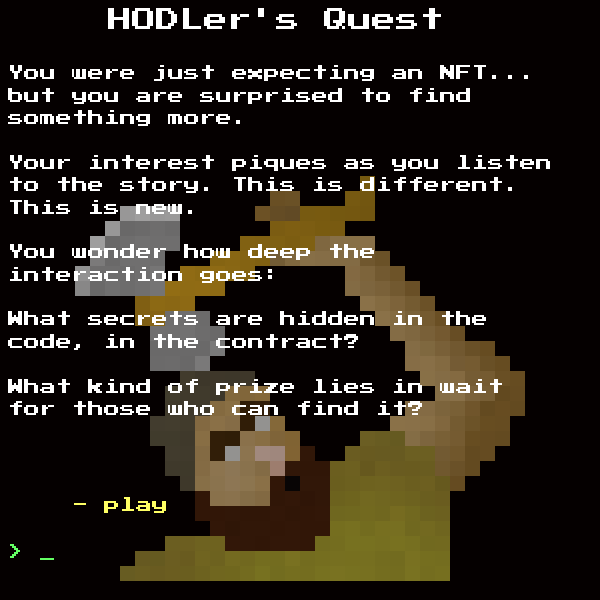 HODLer's Quest
You were just expecting an NFT...
but you are surprised to find
something more.
Your interest piques as you listen
to the story. This is different.
This is new.
You wonder how deep the
interaction goes:
What secrets are hidden in the
code, in the contract?
What kind of prize lies in wait
for those who can find it?
- play
> _